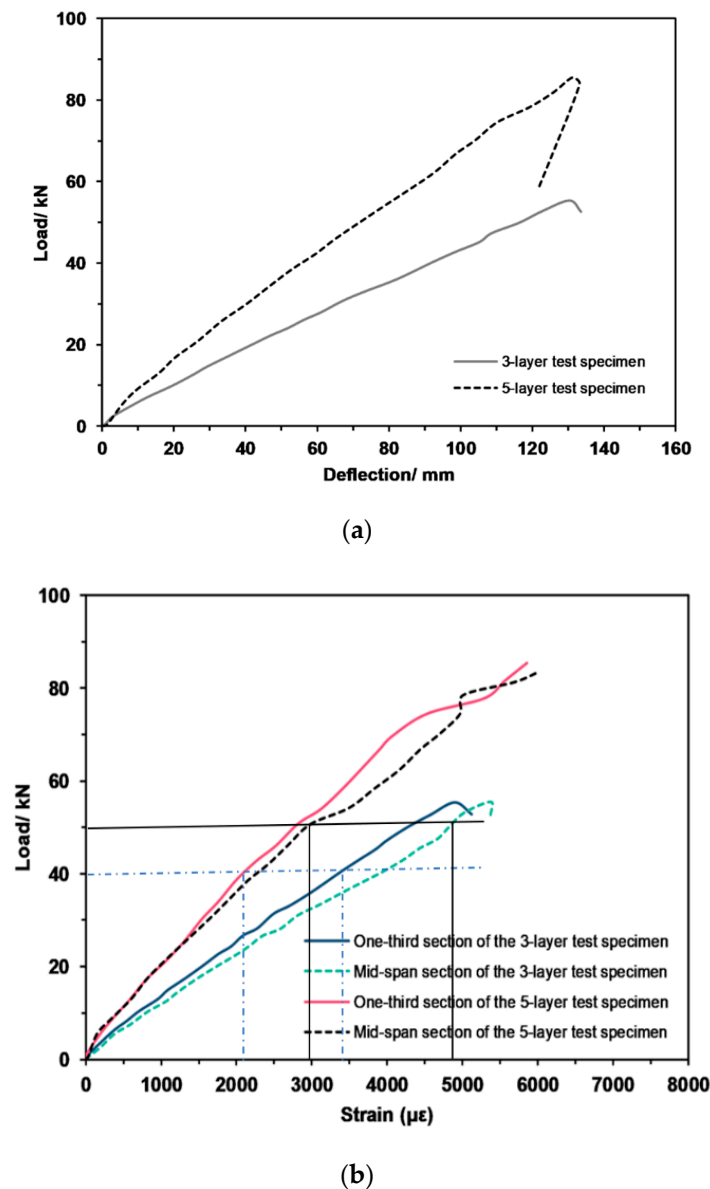 100
80
60
40
20
0
Load/ kN
3-layer test specimen
5-layer test specimen
0 20 40 60 80 100 120 140 160
Deflection/ mm
(a)
100
80
60
40
20
0
Load/ kN
One-third section of the 3-layer test specimen
Mid-span section of the 3-layer test specimen
One-third section of the 5-layer test specimen
Mid-span section of the 5-layer test specimen
0 1000 2000 3000 4000 5000 6000 7000 8000
Strain (με)
(b)